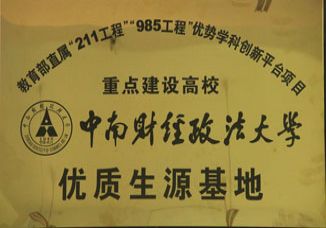 教育部直属“211工程”“985工程”优势学科创新平台项目
重点建设高校
中南财经政法大学
优质生源基地